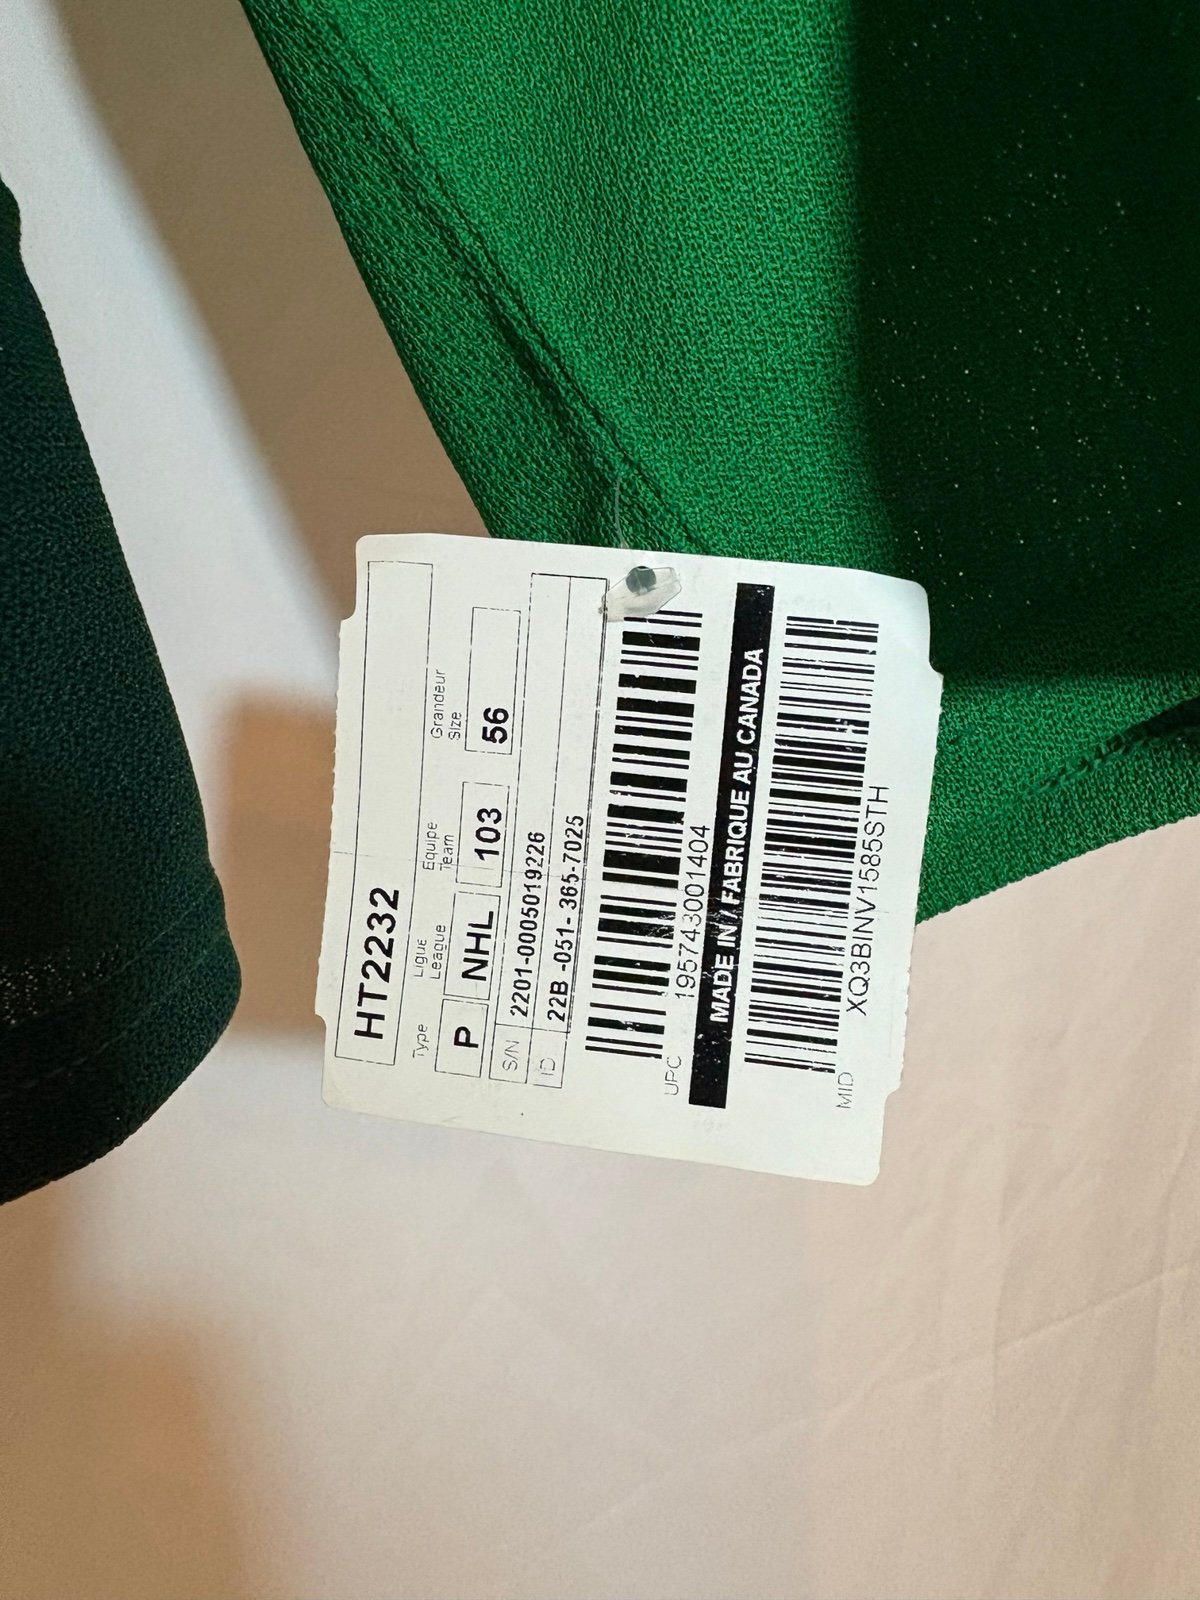 HT2232
Type
Ligue
League
Équipe
Team
Grandeur
Size
P
NHL
103
56
S/N
2201-0005019226
ID
22B -051- 365-7025
UPC
195743001404
MADE IN / FABRIQUE AU CANADA
MID
XQ3BINV1585STH